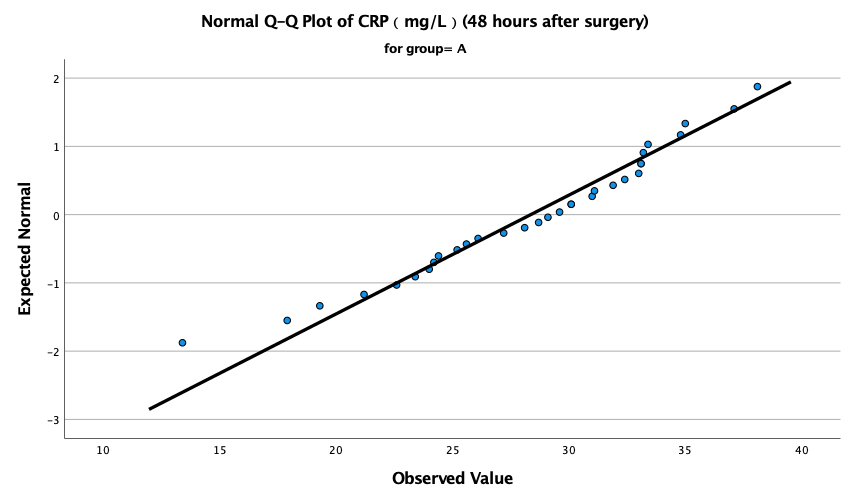 Normal Q-Q Plot of CRP（mg/L）(48 hours after surgery)
for group= A
Expected Normal
2
1
0
-1
-2
-3
10 15 20 25 30 35 40
Observed Value